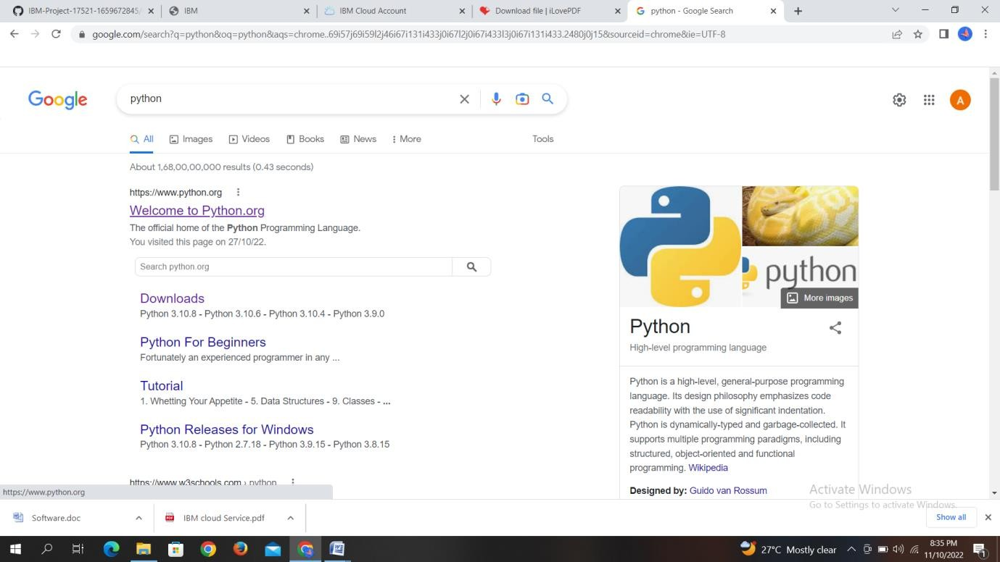 IBM-Project-17521-1659672845/
IBM
IBM Cloud Account
Download file | iLovePDF
python - Google Search
google.com/search?q=python&oq=python&aqs=chrome..69i57j69i59l2j46i67i131i433j0i67l2j0i67i433l3j0i67i131i433.2480j0j15&sourceid=chrome&ie=UTF-8
Google
python
A
All
Images
Videos
Books
News
More
Tools
About 1,68,00,00,000 results (0.43 seconds)
https://www.python.org
Welcome to Python.org
The official home of the Python Programming Language.
You visited this page on 27/10/22.
Search python.org
Downloads
Python 3.10.8 - Python 3.10.6 - Python 3.10.4 - Python 3.9.0
Python For Beginners
Fortunately an experienced programmer in any ...
Tutorial
1. Whetting Your Appetite - 5. Data Structures - 9. Classes - ...
Python Releases for Windows
Python 3.10.8 - Python 2.7.18 - Python 3.9.15 - Python 3.8.15
https://www.w3schools.com › python
python
More images
Python
High-level programming language
Python is a high-level, general-purpose programming
language. Its design philosophy emphasizes code
readability with the use of significant indentation.
Python is dynamically-typed and garbage-collected. It
supports multiple programming paradigms, including
structured, object-oriented and functional
programming. Wikipedia
Designed by: Guido van Rossum
Activate Windows
Go to Settings to activate Windows.
https://www.python.org
Software.doc
IBM cloud Service.pdf
Show all
27°C Mostly clear
8:35 PM
11/10/2022
1